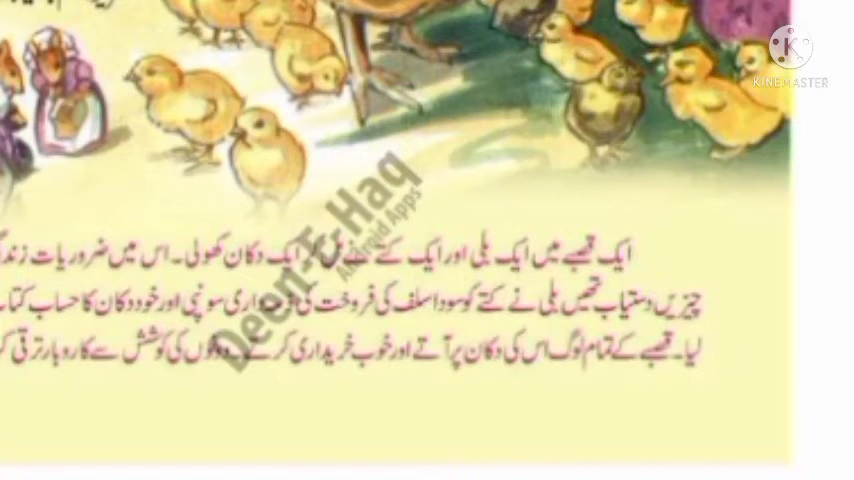 KINEMASTER
ایک قصبے میں ایک بلی اور ایک کتے نے مل کر ایک دکان کھولی۔ اس میں ضروریات
چیزیں دستیاب تھیں بلی نے کتے کو سودا سلف کی فروخت کی ذمہ داری سونپی اور خود دکان کا حساب
لیا۔ قصبے کے تمام لوگ اس کی دکان پر آتے اور خوب خریداری کرتے۔ دونوں کی کوشش سے کاروبار ترقی
Deen-E-Haq
Android Apps